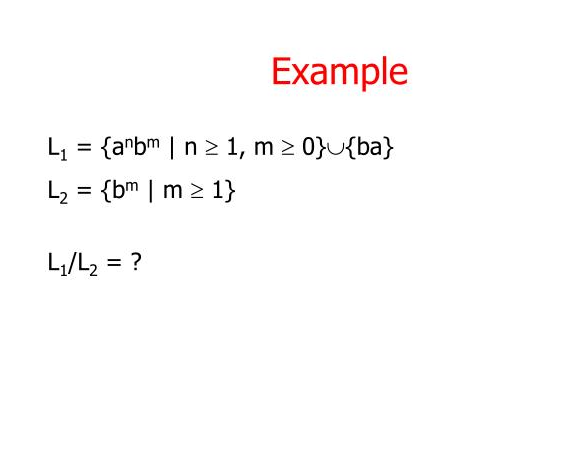 Example
L₁ = {aⁿbᵐ | n ≥ 1, m ≥ 0}∪{ba}
L₂ = {bᵐ | m ≥ 1}
L₁/L₂ = ?